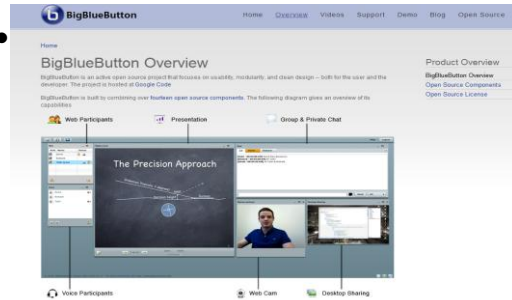 BigBlueButton
Home Overview Videos Support Demo Blog Open Source
Home
BigBlueButton Overview
BigBlueButton is an active open source project that focuses on usability, modularity, and clean design -- both for the user and the
developer. The project is hosted at Google Code
BigBlueButton is built by combining over fourteen open source components. The following diagram gives an overview of its
capabilities
Product Overview
BigBlueButton Overview
Open Source Components
Open Source License
Web Participants
Presentation
Group & Private Chat
The Precision Approach
Voice Participants
Web Cam
Desktop Sharing